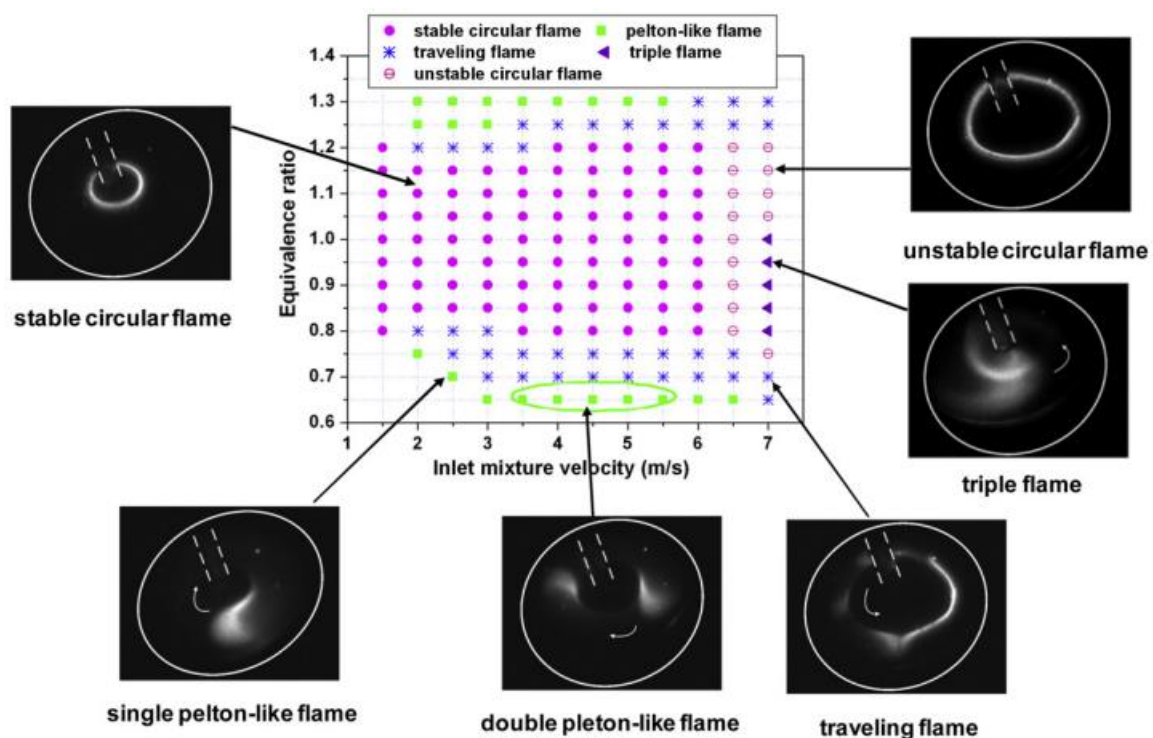 stable circular flame
pelton-like flame
traveling flame
triple flame
unstable circular flame
1.4
1.3
1.2
1.1
1.0
0.9
0.8
0.7
0.6
Equivalence ratio
1 2 3 4 5 6 7
Inlet mixture velocity (m/s)
stable circular flame
unstable circular flame
triple flame
single pelton-like flame
double pleton-like flame
traveling flame